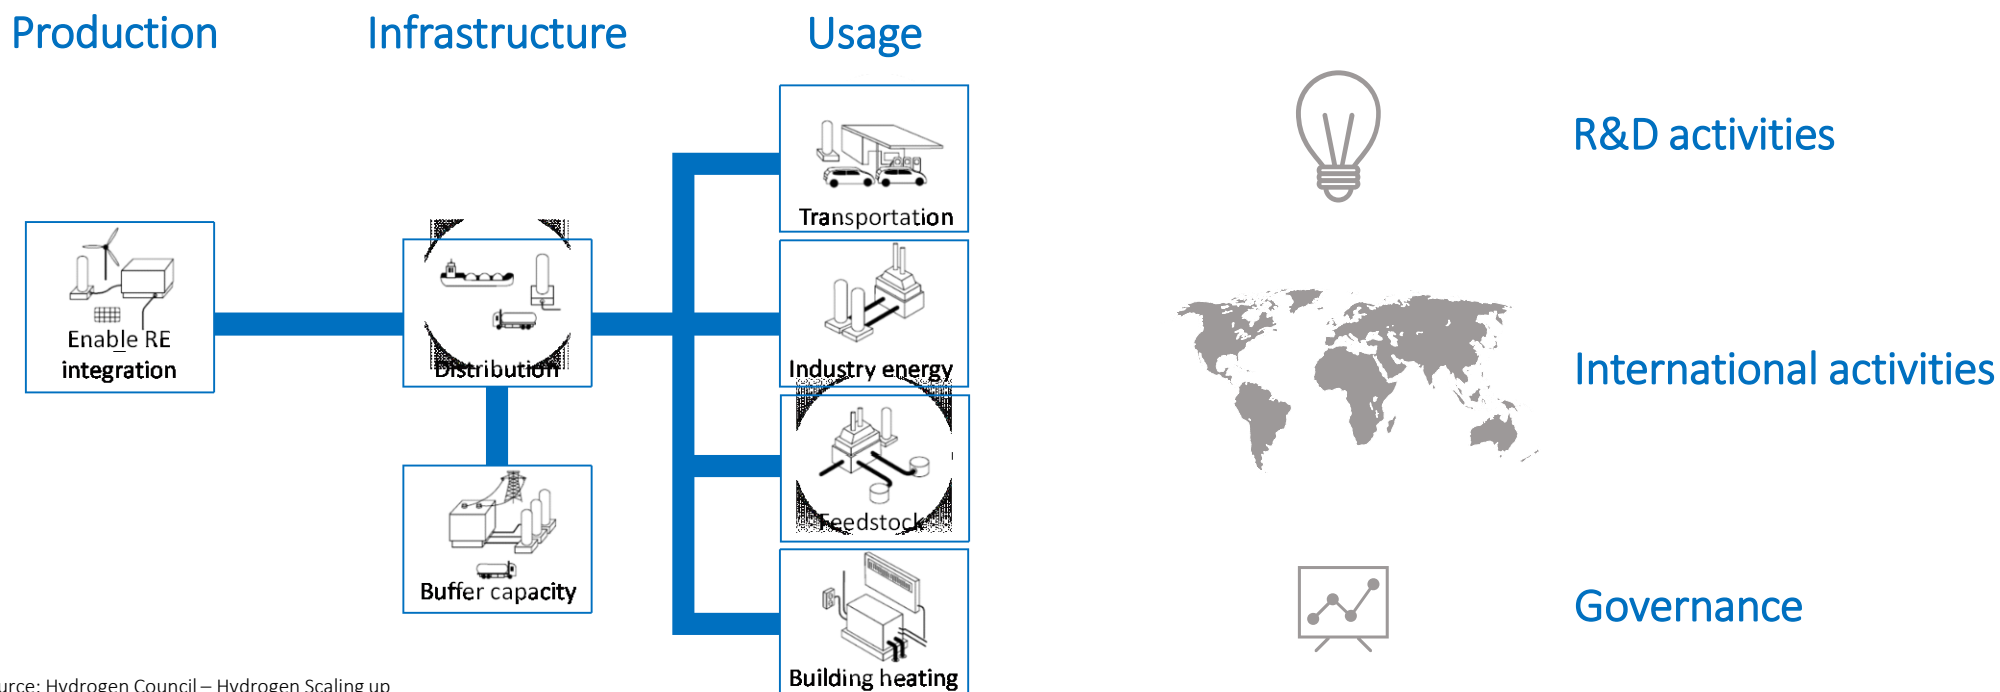 Production
Infrastructure
Usage
Enable RE
integration
Distribution
Buffer capacity
Transportation
Industry energy
Feedstock
Building heating
R&D activities
International activities
Governance
urce: Hydrogen Council – Hydrogen Scaling up